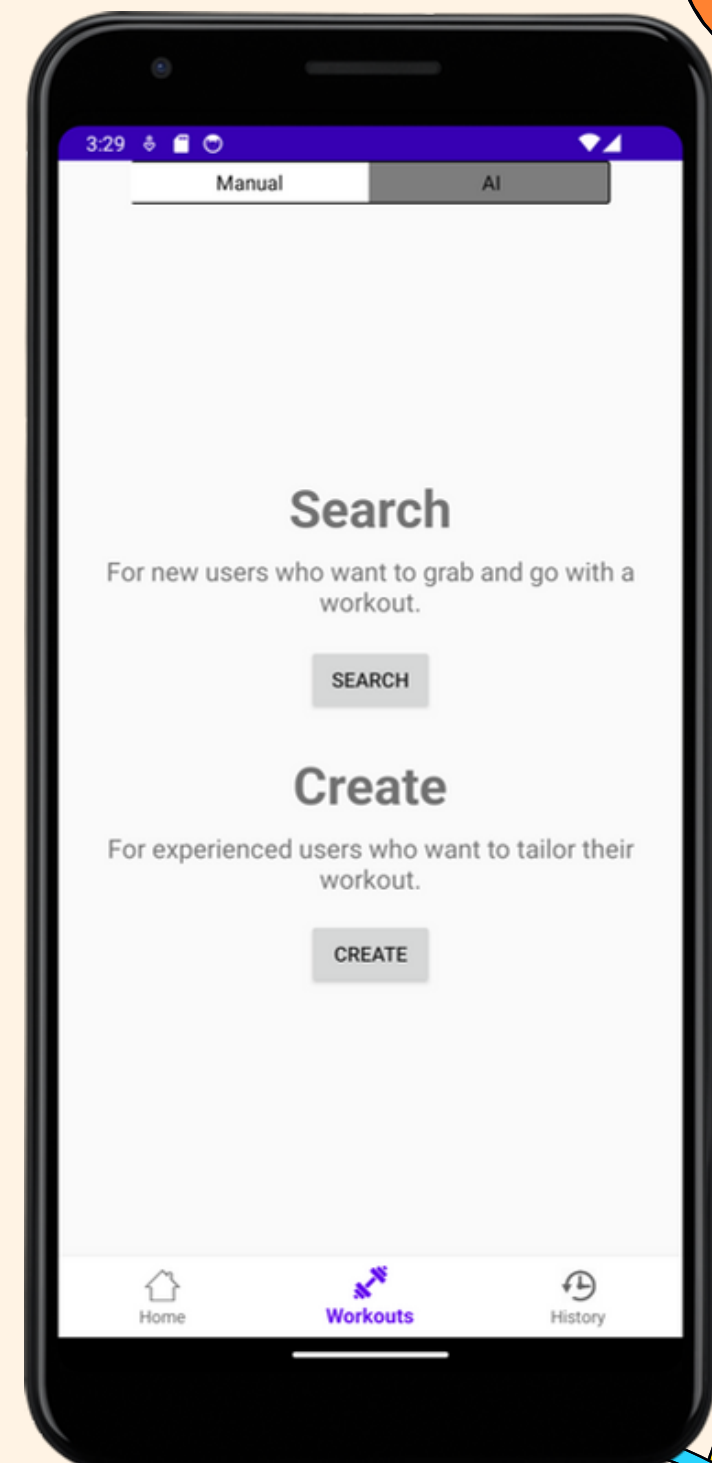 3:29
Manual AI
Search
For new users who want to grab and go with a
workout.
SEARCH
Create
For experienced users who want to tailor their
workout.
CREATE
Home Workouts History